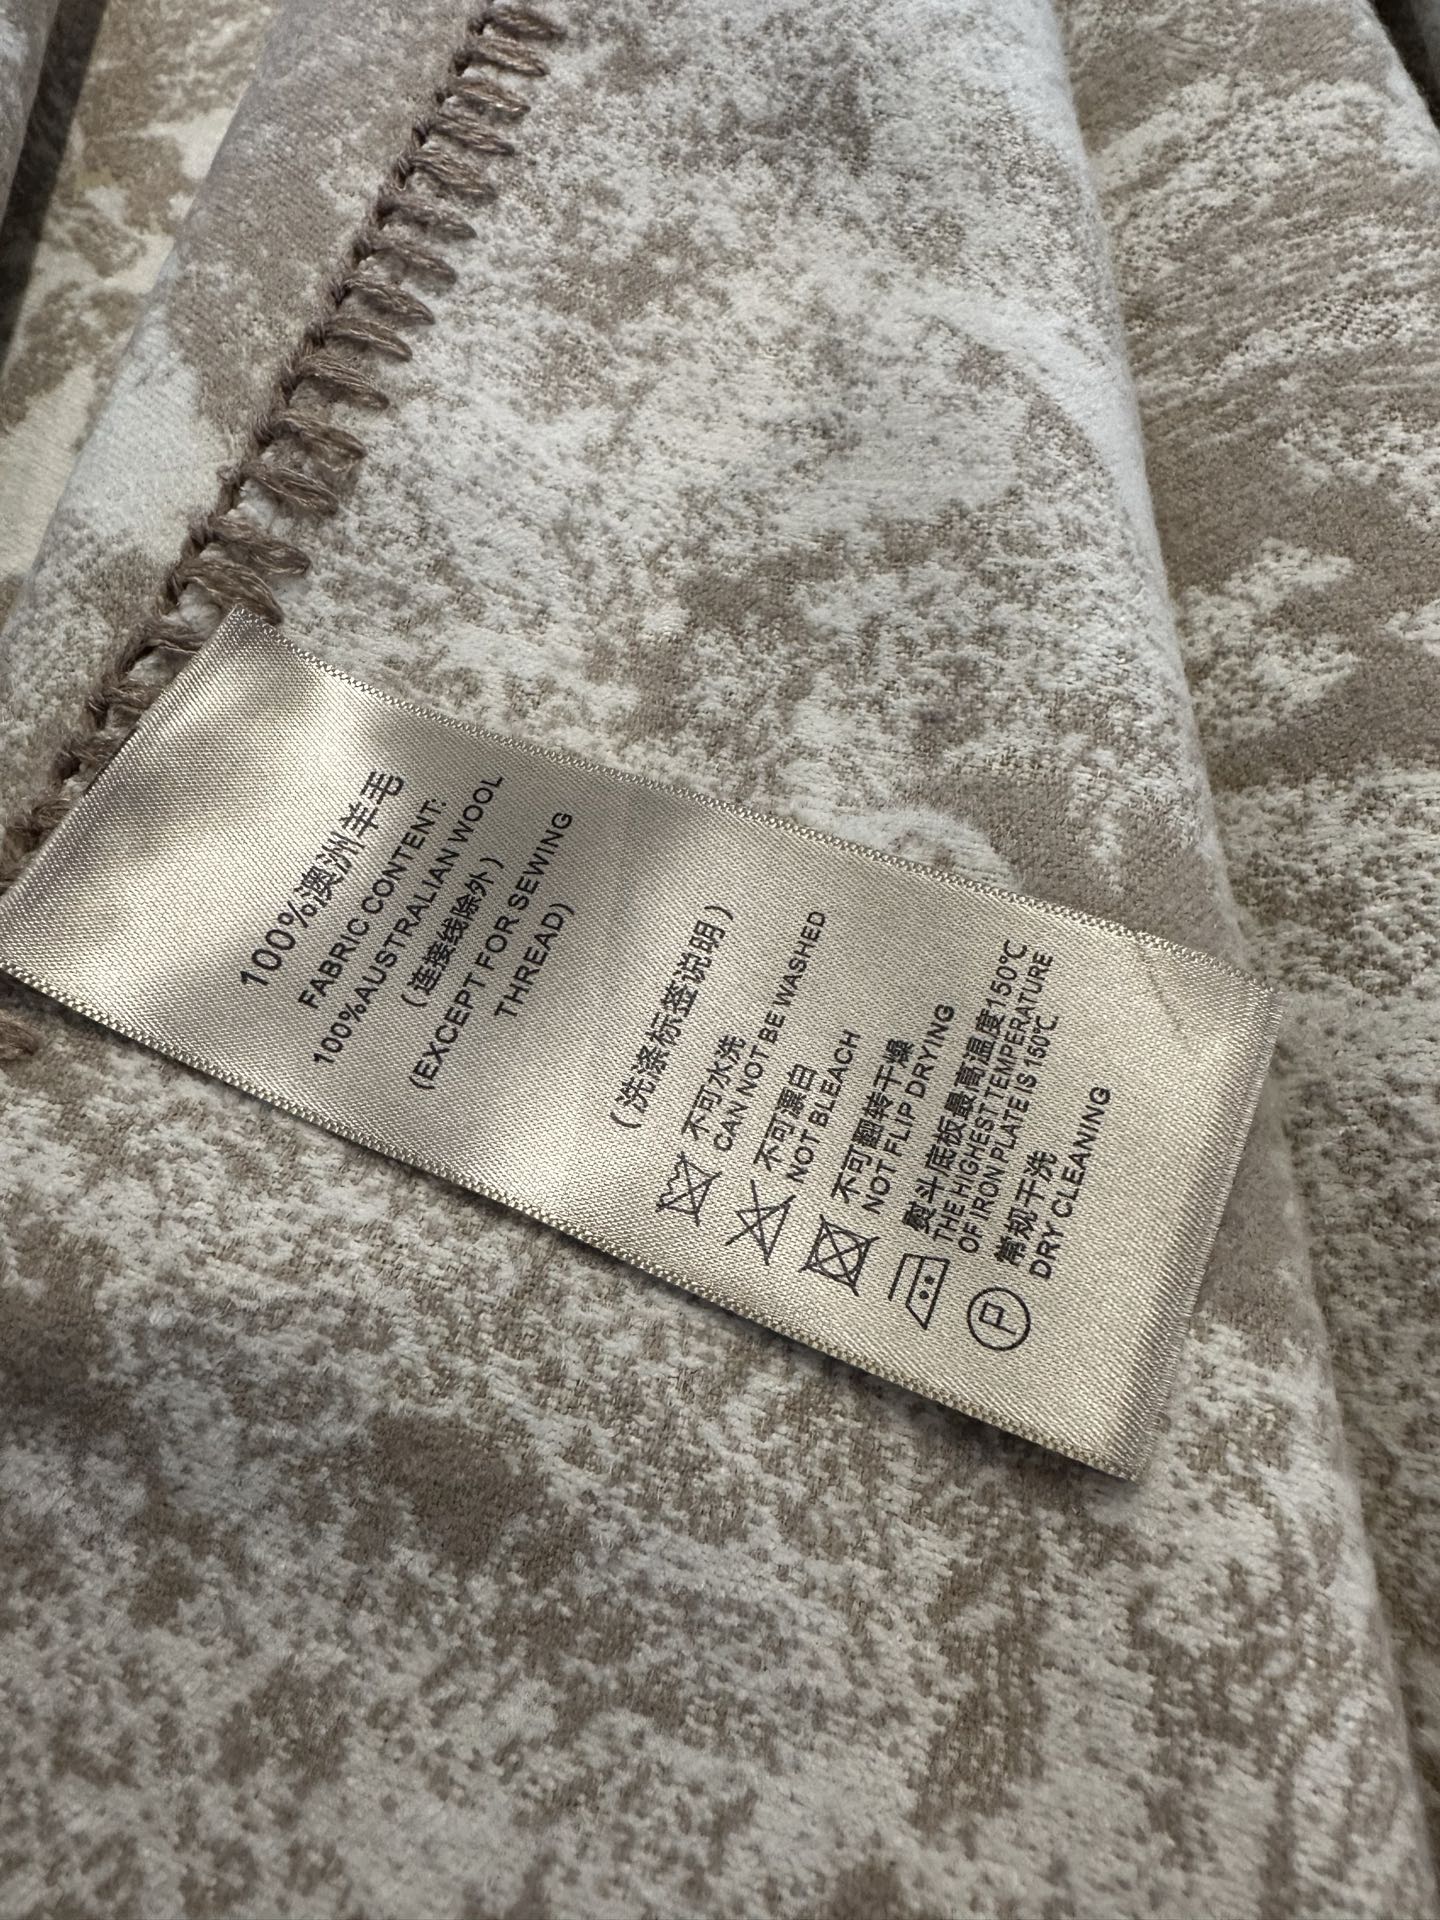 100%澳洲羊毛
FABRIC CONTENT:
100%AUSTRALIAN WOOL
（连接线除外）
(EXCEPT FOR SEWING
THREAD)
（洗涤标签说明）
不可水洗
CAN NOT BE WASHED
不可漂白
NOT BLEACH
不可翻转干燥
NOT FLIP DRYING
熨斗底板最高温度150℃
THE HIGHEST TEMPERATURE
OF IRON PLATE IS 150℃.
P 常规干洗
DRY CLEANING